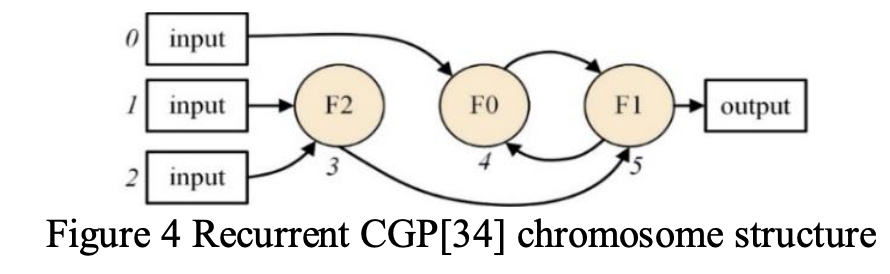 0 input
1 input F2 F0 F1 output
2 input 3 4 5
Figure 4 Recurrent CGP[34] chromosome structure